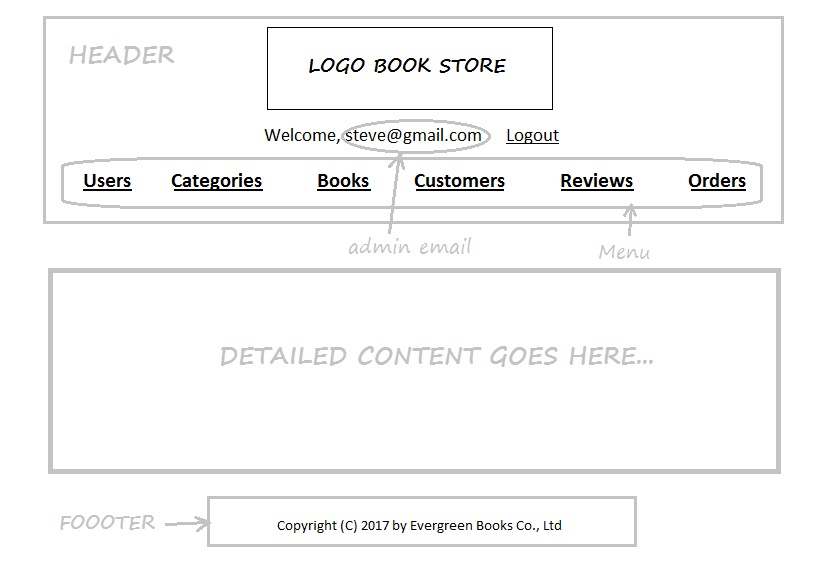 HEADER
LOGO BOOK STORE
Welcome, steve@gmail.com Logout
Users Categories Books Customers Reviews Orders
admin email
Menu
DETAILED CONTENT GOES HERE...
FOOOTER
Copyright (C) 2017 by Evergreen Books Co., Ltd